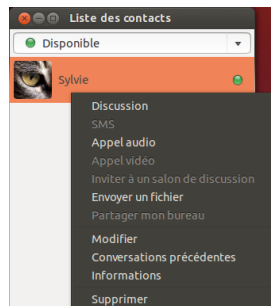 Liste des contacts
Disponible
Sylvie
Discussion
SMS
Appel audio
Appel vidéo
Inviter à un salon de discussion
Envoyer un fichier
Partager mon bureau
Modifier
Conversations précédentes
Informations
Supprimer